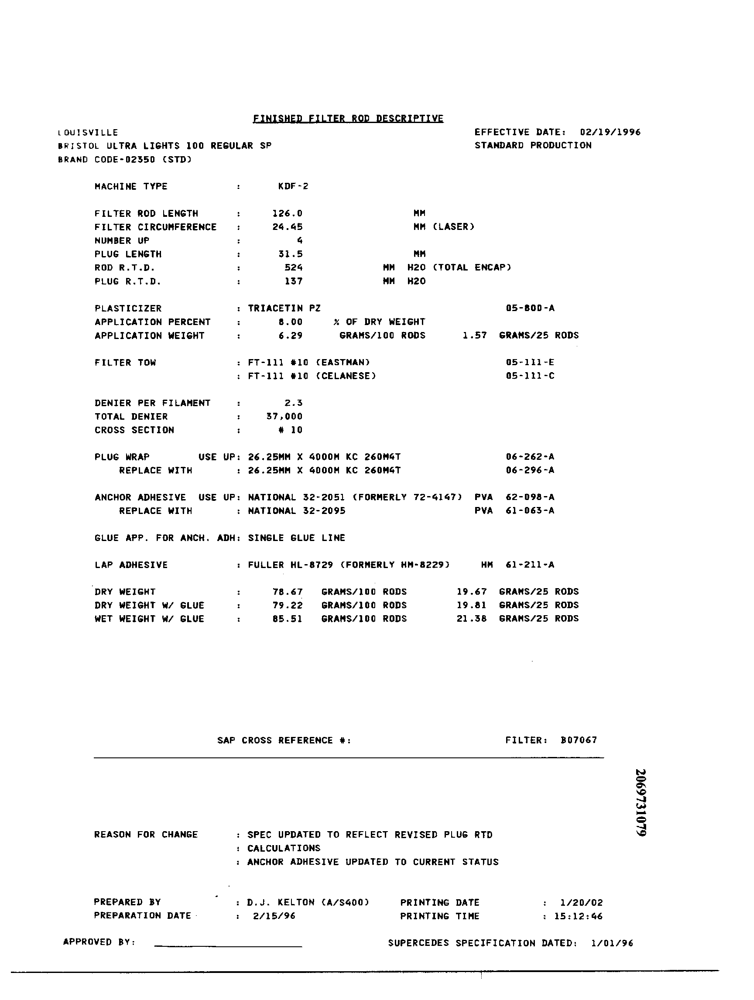 FINISHED FILTER ROD DESCRIPTIVE
LOUISVILLE EFFECTIVE DATE: 02/19/1996
BRISTOL ULTRA LIGHTS 100 REGULAR SP STANDARD PRODUCTION
BRAND CODE-02350 (STD)
MACHINE TYPE : KDF-2
FILTER ROD LENGTH : 126.0 MM
FILTER CIRCUMFERENCE : 24.45 MM (LASER)
NUMBER UP : 4
PLUG LENGTH : 31.5 MM
ROD R.T.D. : 524 MM H2O (TOTAL ENCAP)
PLUG R.T.D. : 137 MM H2O
PLASTICIZER : TRIACETIN PZ 05-800-A
APPLICATION PERCENT : 8.00 % OF DRY WEIGHT
APPLICATION WEIGHT : 6.29 GRAMS/100 RODS 1.57 GRAMS/25 RODS
FILTER TOW : FT-111 #10 (EASTMAN) 05-111-E
: FT-111 #10 (CELANESE) 05-111-C
DENIER PER FILAMENT : 2.3
TOTAL DENIER : 37,000
CROSS SECTION : # 10
PLUG WRAP USE UP: 26.25MM X 4000M KC 260M4T 06-262-A
REPLACE WITH : 26.25MM X 4000M KC 260M4T 06-296-A
ANCHOR ADHESIVE USE UP: NATIONAL 32-2051 (FORMERLY 72-4147) PVA 62-098-A
REPLACE WITH : NATIONAL 32-2095 PVA 61-063-A
GLUE APP. FOR ANCH. ADH: SINGLE GLUE LINE
LAP ADHESIVE : FULLER HL-8729 (FORMERLY HM-8229) HM 61-211-A
DRY WEIGHT : 78.67 GRAMS/100 RODS 19.67 GRAMS/25 RODS
DRY WEIGHT W/ GLUE : 79.22 GRAMS/100 RODS 19.81 GRAMS/25 RODS
WET WEIGHT W/ GLUE : 85.51 GRAMS/100 RODS 21.38 GRAMS/25 RODS
SAP CROSS REFERENCE #: FILTER: B07067
2069731079
REASON FOR CHANGE : SPEC UPDATED TO REFLECT REVISED PLUG RTD
: CALCULATIONS
: ANCHOR ADHESIVE UPDATED TO CURRENT STATUS
PREPARED BY : D.J. KELTON (A/S400) PRINTING DATE : 1/20/02
PREPARATION DATE : 2/15/96 PRINTING TIME : 15:12:46
APPROVED BY: SUPERCEDES SPECIFICATION DATED: 1/01/96